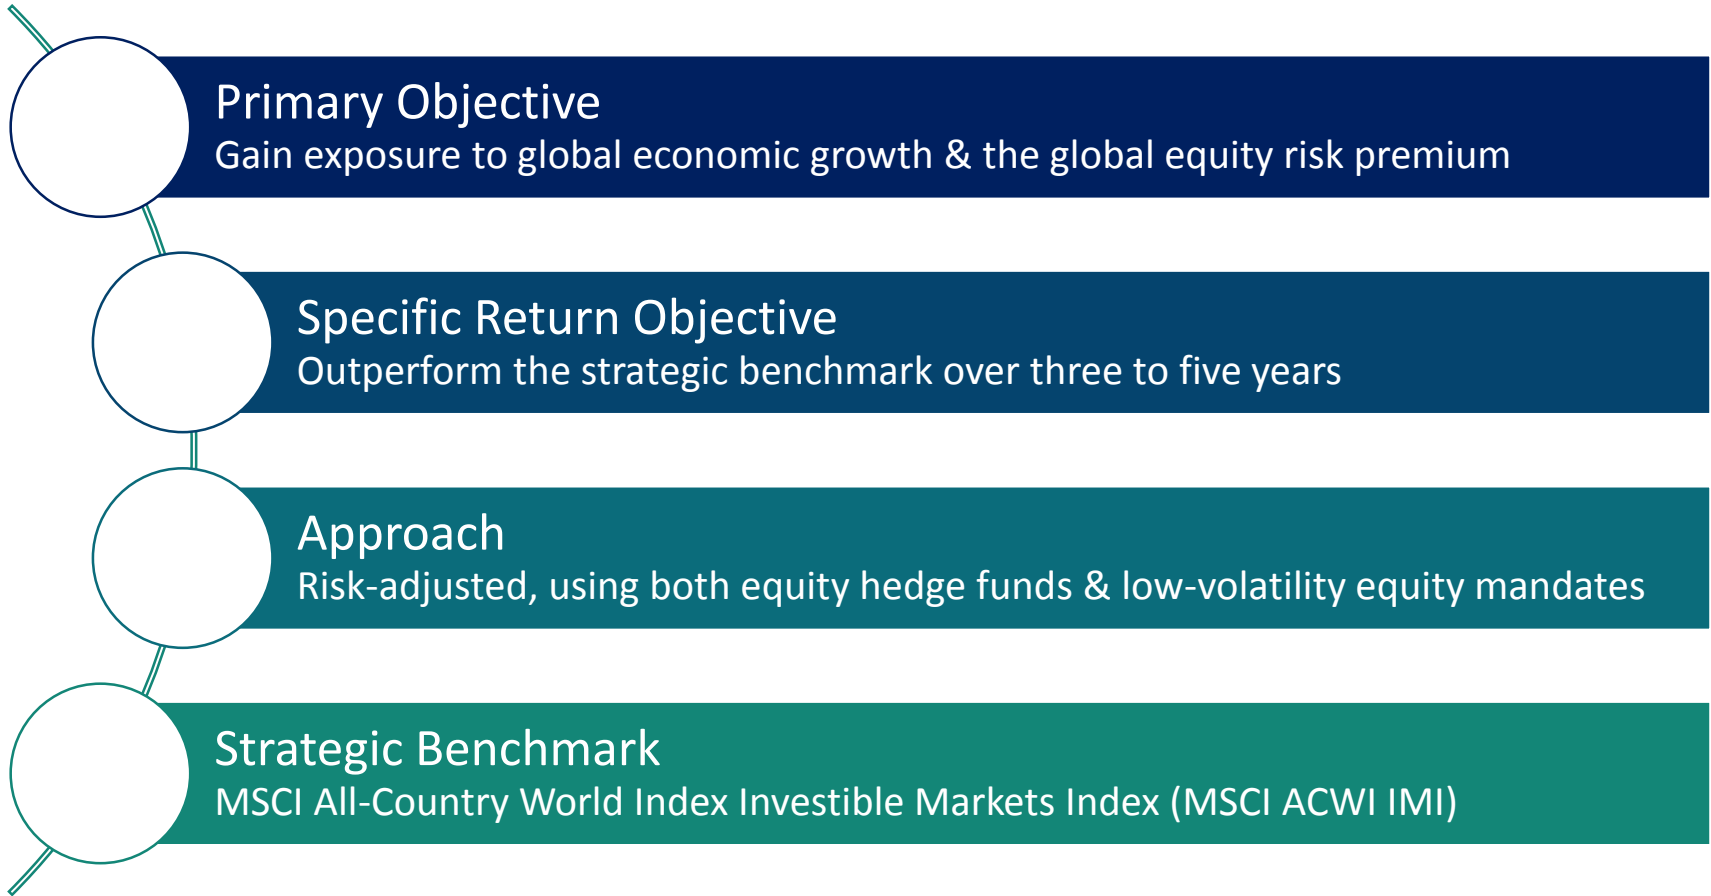 Primary Objective
Gain exposure to global economic growth & the global equity risk premium
Specific Return Objective
Outperform the strategic benchmark over three to five years
Approach
Risk-adjusted, using both equity hedge funds & low-volatility equity mandates
Strategic Benchmark
MSCI All-Country World Index Investible Markets Index (MSCI ACWI IMI)